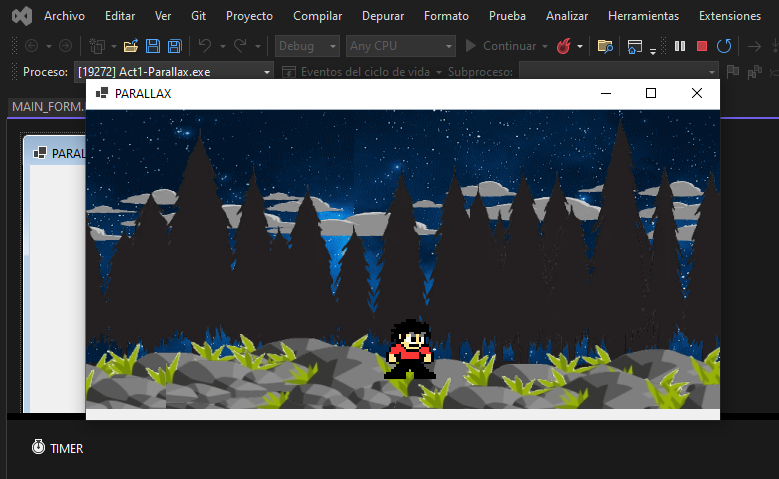 Archivo Editar Ver Git Proyecto Compilar Depurar Formato Prueba Analizar Herramientas Extensiones
Debug Any CPU Continuar
Proceso: [19272] Act1-Parallax.exe Eventos del ciclo de vida Subproceso:
PARALLAX
MAIN_FORM.
PARAL
TIMER